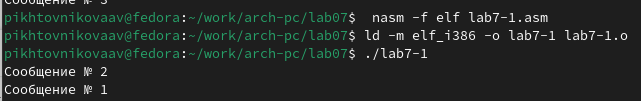 Сообщение № 3
pikhtovnikovaav@fedora:~/work/arch-pc/lab07$  nasm -f elf lab7-1.asm
pikhtovnikovaav@fedora:~/work/arch-pc/lab07$ ld -m elf_i386 -o lab7-1 lab7-1.o
pikhtovnikovaav@fedora:~/work/arch-pc/lab07$ ./lab7-1
Сообщение № 2
Сообщение № 1